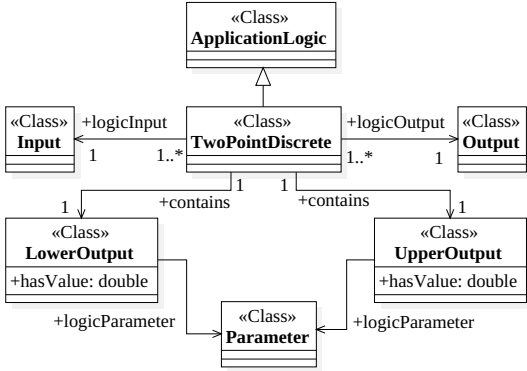 «Class»
ApplicationLogic
«Class»
Input
+logicInput
1
1..*
«Class»
TwoPointDiscrete
+logicOutput
1..*
1
«Class»
Output
1
+contains
1
1
+contains
1
«Class»
LowerOutput
+hasValue: double
«Class»
UpperOutput
+hasValue: double
+logicParameter
«Class»
Parameter
+logicParameter